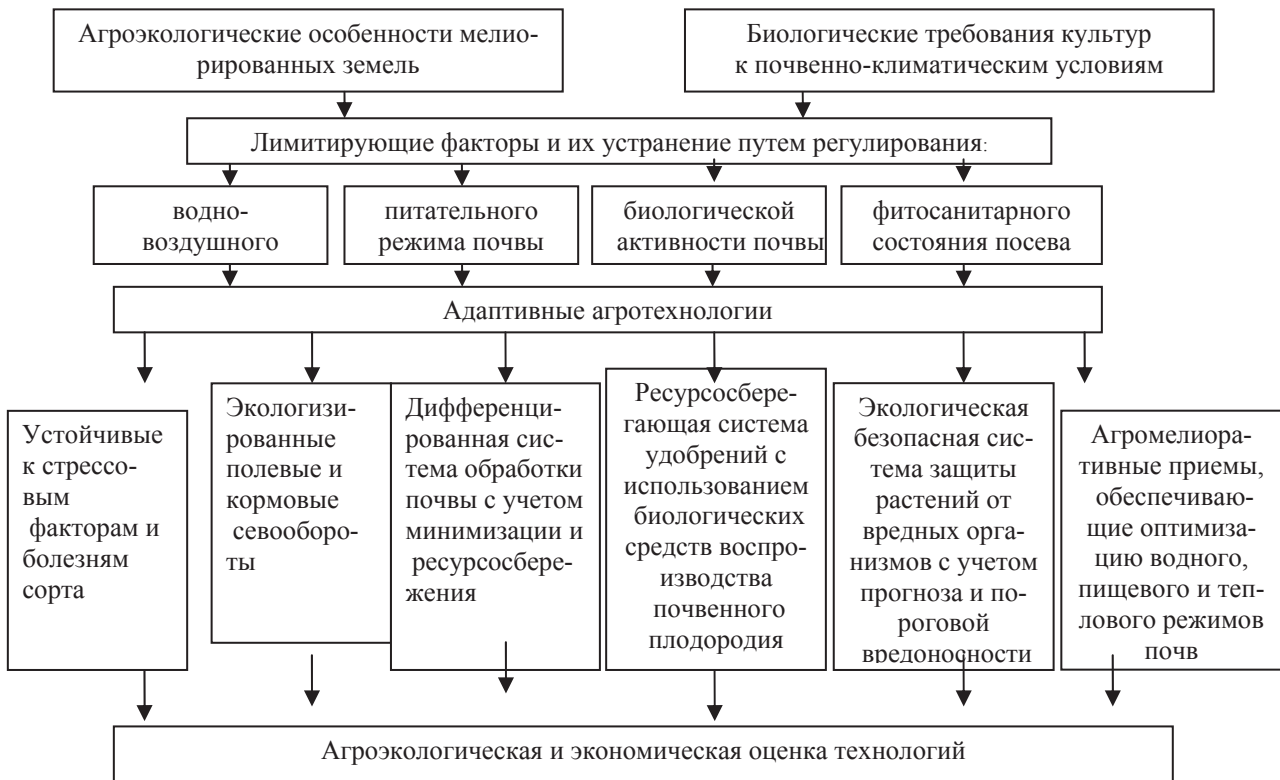 Агроэкологические особенности мелио-
рированных земель
Биологические требования культур
к почвенно-климатическим условиям
Лимитирующие факторы и их устранение путем регулирования:
водно-
воздушного
питательного
режима почвы
биологической
активности почвы
фитосанитарного
состояния посева
Адаптивные агротехнологии
Устойчивые
к стрессо-
вым
факторам и
болезням
сорта
Экологизи-
рованные
полевые и
кормовые
севооборо-
ты
Дифференци-
рованная сис-
тема обработки
почвы с учетом
минимизации и
ресурсосбере-
жения
Ресурсосбере-
гающая система
удобрений с
использованием
биологических
средств воспро-
изводства
почвенного
плодородия
Экологическая
безопасная сис-
тема защиты
растений от
вредных орга-
низмов с учетом
прогноза и по-
роговой
вредоносности
Агромелиора-
тивные приемы,
обеспечиваю-
щие оптимиза-
цию водного,
пищевого и теп-
лового режимов
почв
Агроэкологическая и экономическая оценка технологий